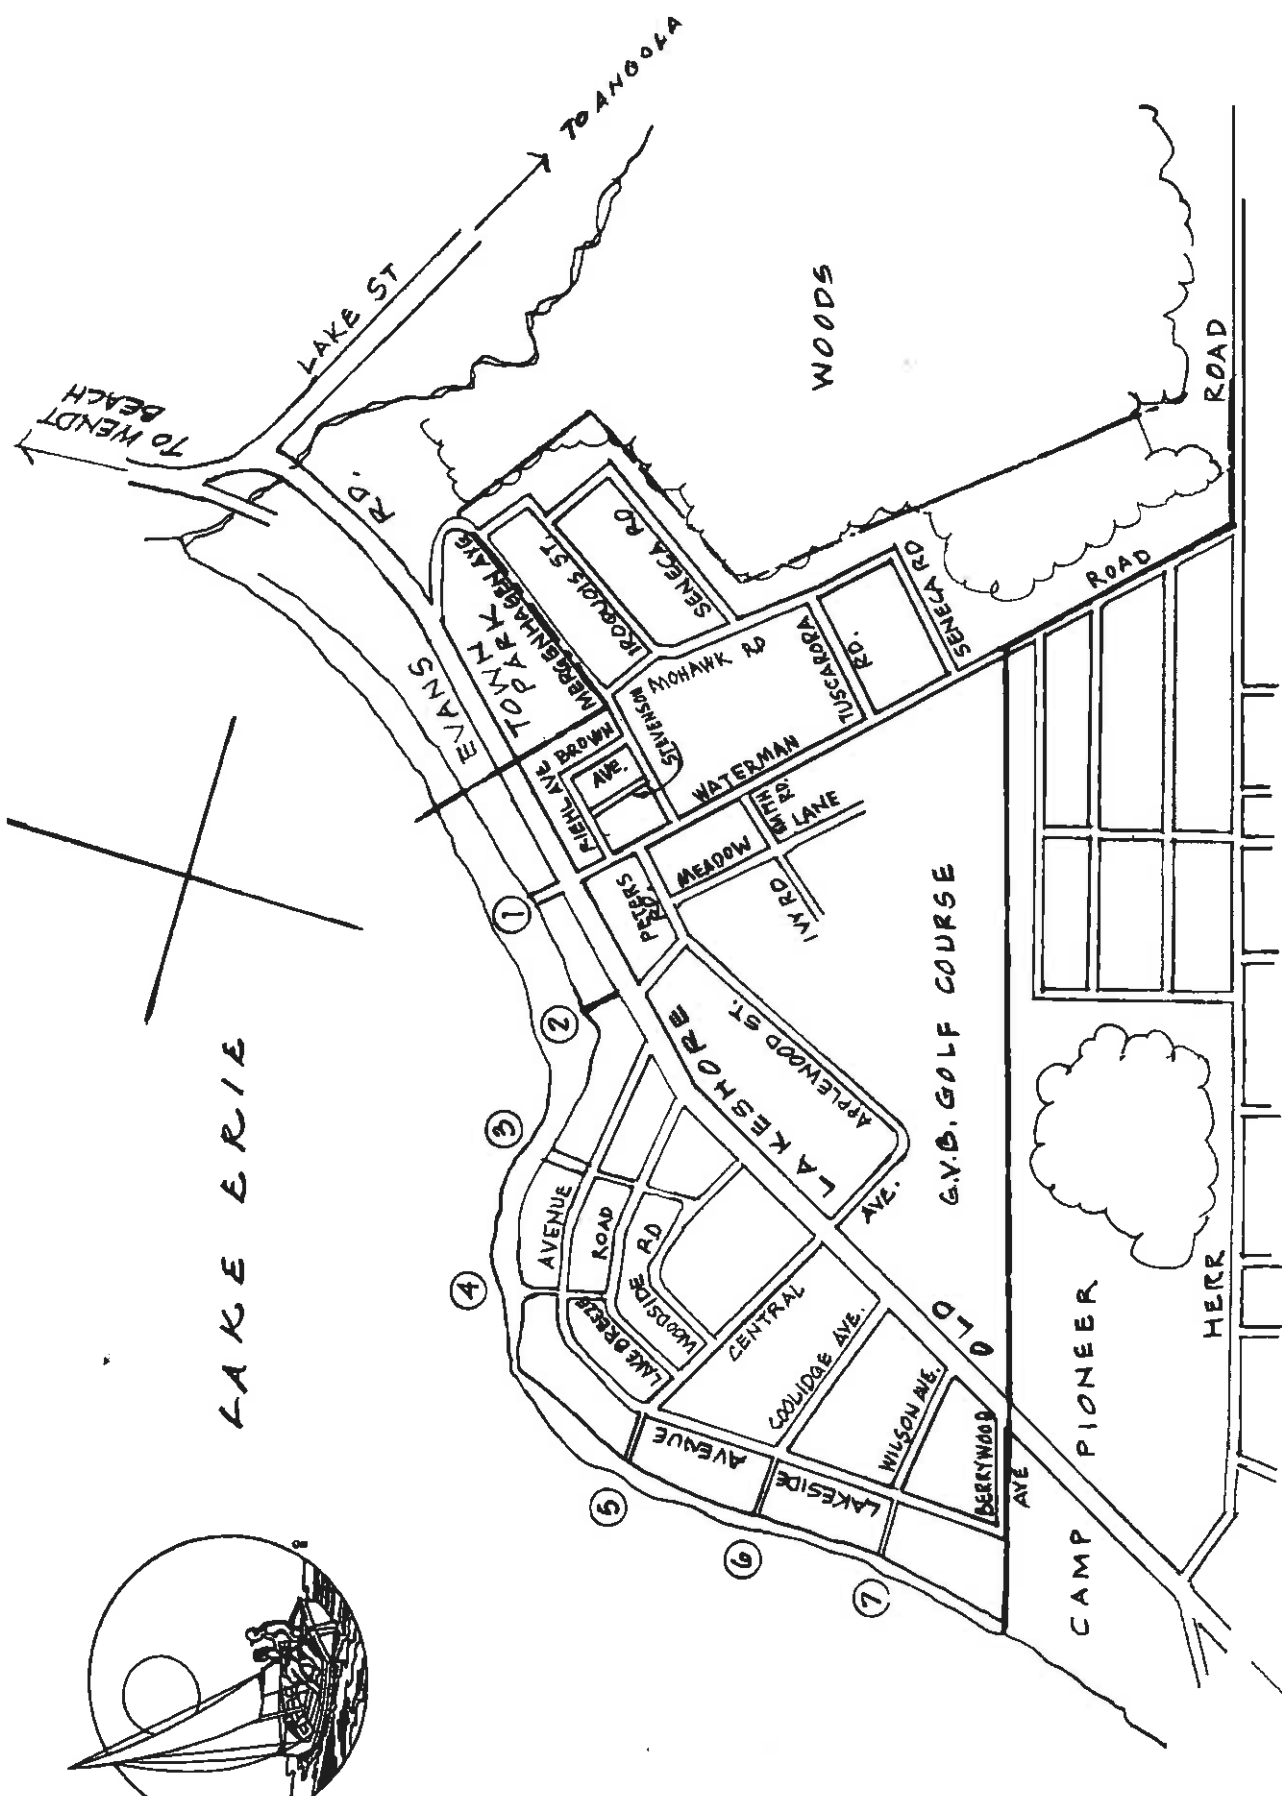 TO ANGOLA
LAKE ST
TO WENDT
BEACH
RD.
WOODS
ROAD
EVANS
TOWN
PARK
MERGENHAGEN AVE
IROQUOIS ST.
SENECA RD
SENECA RD
ROAD
MOHAWK RD
TUSCARORA
RD.
STEVENSON
BROWN
AVE.
RIEHL AVE
WATERMAN
SMITH
RD.
LANE
MEADOW
IVY RD
PETERS
RD.
1
2
3
4
5
6
7
LAKE ERIE
LAKESHORE
APPLEWOOD ST.
G.V.B. GOLF COURSE
AVENUE
ROAD
WOODSIDE RD
LAKEBREEZE
CENTRAL
AVE.
COOLIDGE AVE.
WILSON AVE.
BERRYWOOD
AVE
AVENUE
LAKESIDE
OLD
HERR
CAMP PIONEER